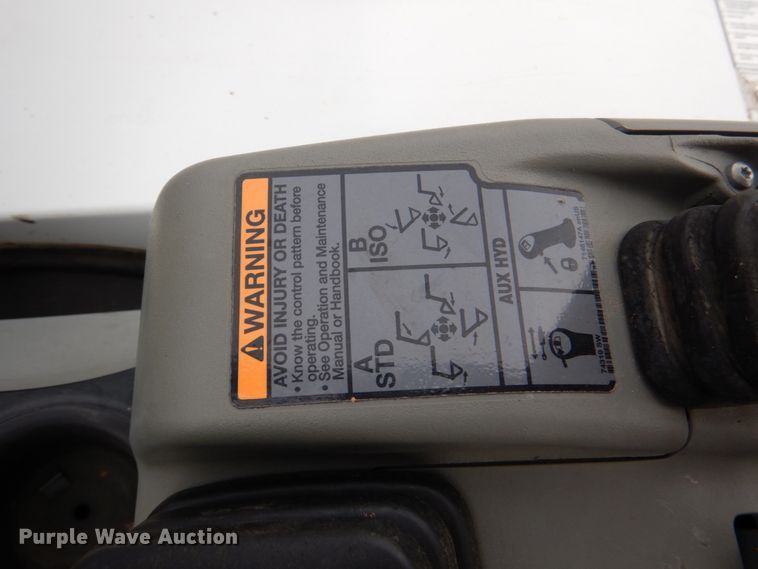 WARNING
AVOID INJURY OR DEATH
• Know the control pattern before
operating.
• See Operation and Maintenance
Manual or Handbook.
A
STD
B
ISO
AUX HYD
Purple Wave Auction